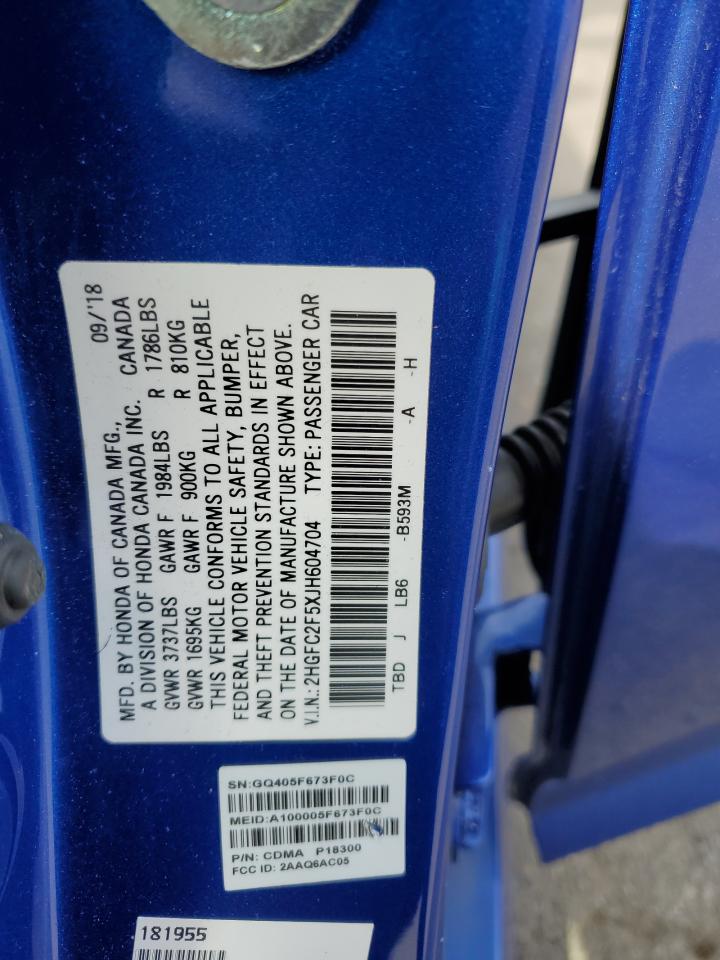 MFD. BY HONDA OF CANADA MFG., 09/'18
A DIVISION OF HONDA CANADA INC. CANADA
GVWR 3737LBS GAWR F 1984LBS R 1786LBS
GVWR 1695KG GAWR F 900KG R 810KG
THIS VEHICLE CONFORMS TO ALL APPLICABLE
FEDERAL MOTOR VEHICLE SAFETY, BUMPER,
AND THEFT PREVENTION STANDARDS IN EFFECT
ON THE DATE OF MANUFACTURE SHOWN ABOVE.
V.I.N.: 2HGFC2F5XJH604704 TYPE: PASSENGER CAR
TBD J LB6 -B593M -A -H
SN:GQ405F673F0C
MEID:A100005F673F0C
P/N: CDMA P18300
FCC ID: 2AAQ6AC05
181955